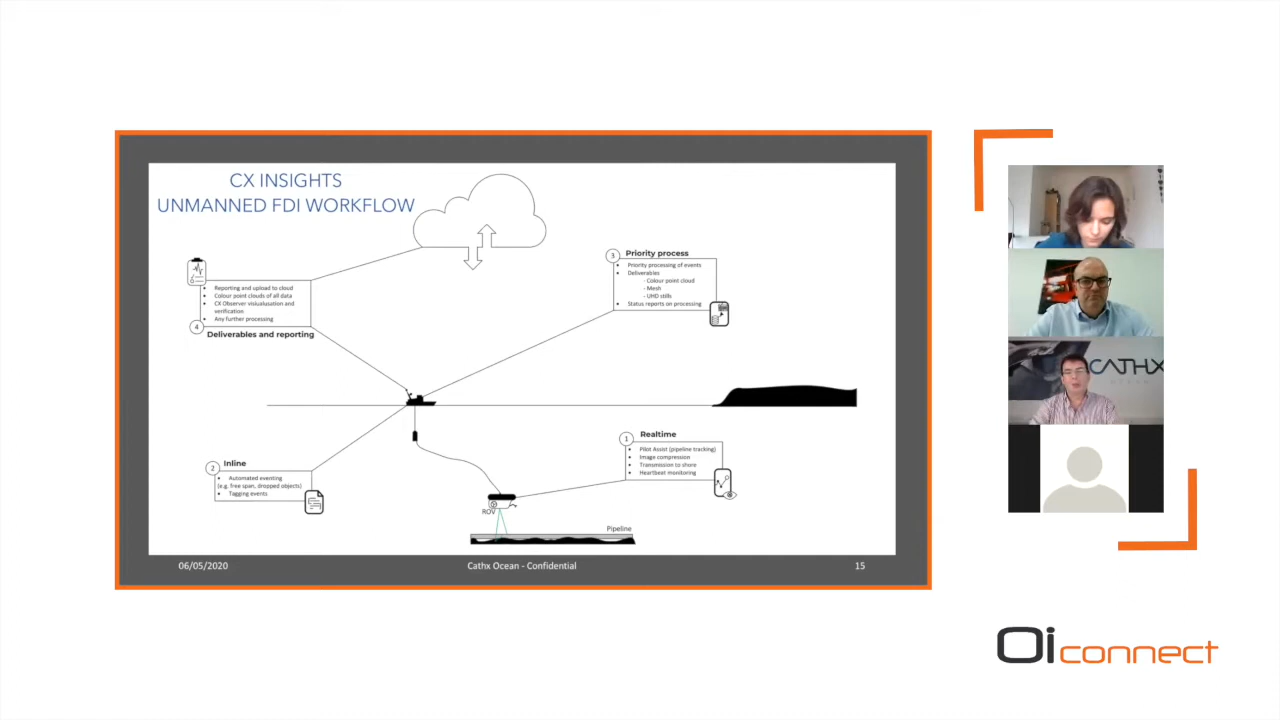 CX INSIGHTS
UNMANNED FDI WORKFLOW
Reporting and upload to cloud
Colour point clouds of all data
CX Observer visiualusation and
verification.
Any further processing
4
Deliverables and reporting
3
Priority process
Priority processing of events
Deliverables
- Colour point cloud
- Mesh
- UHD stills
Status reports on processing
2
Inline
Automated eventing
(e.g. free span, dropped objects)
Tagging events
1
Realtime
Pilot Assist (pipeline tracking)
Image compression
Transmission to shore
Heartbeat monitoring
ROV
Pipeline
06/05/2020
Cathx Ocean - Confidential
15
CATHX
OCEAN
Oi connect